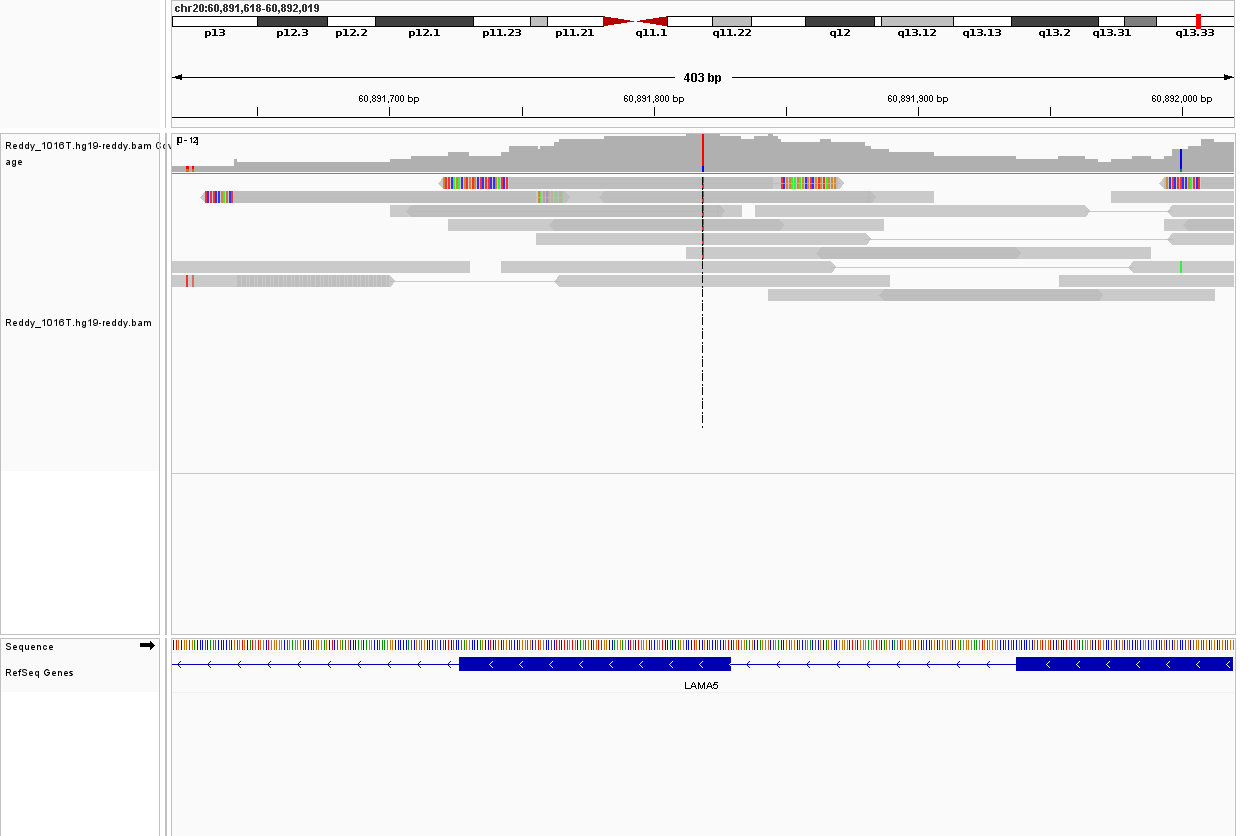 chr20:60,891,618-60,892,019
p13 p12.3 p12.2 p12.1 p11.23 p11.21 q11.1 q11.22 q12 q13.12 q13.13 q13.2 q13.31 q13.33
403 bp
60,891,700 bp 60,891,800 bp 60,891,900 bp 60,892,000 bp
[0 - 12]
Reddy_1016T.hg19-reddy.bam Cov
age
Reddy_1016T.hg19-reddy.bam
Sequence
RefSeq Genes
LAMA5